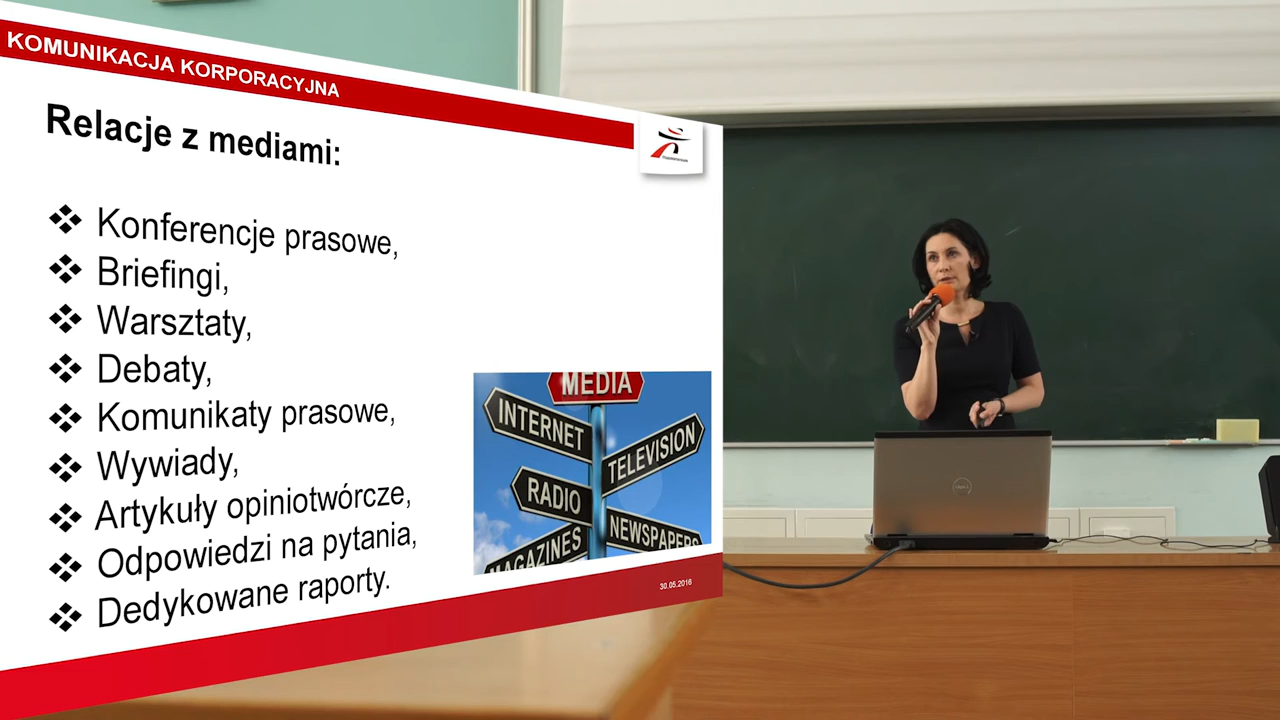 KOMUNIKACJA KORPORACYJNA
Relacje z mediami:
Konferencje prasowe,
Briefingi,
Warsztaty,
Debaty,
Komunikaty prasowe,
Wywiady,
Artykuły opiniotwórcze,
Odpowiedzi na pytania,
Dedykowane raporty.
MEDIA
INTERNET
TELEVISION
RADIO
NEWSPAPERS
MAGAZINES
30.05.2016